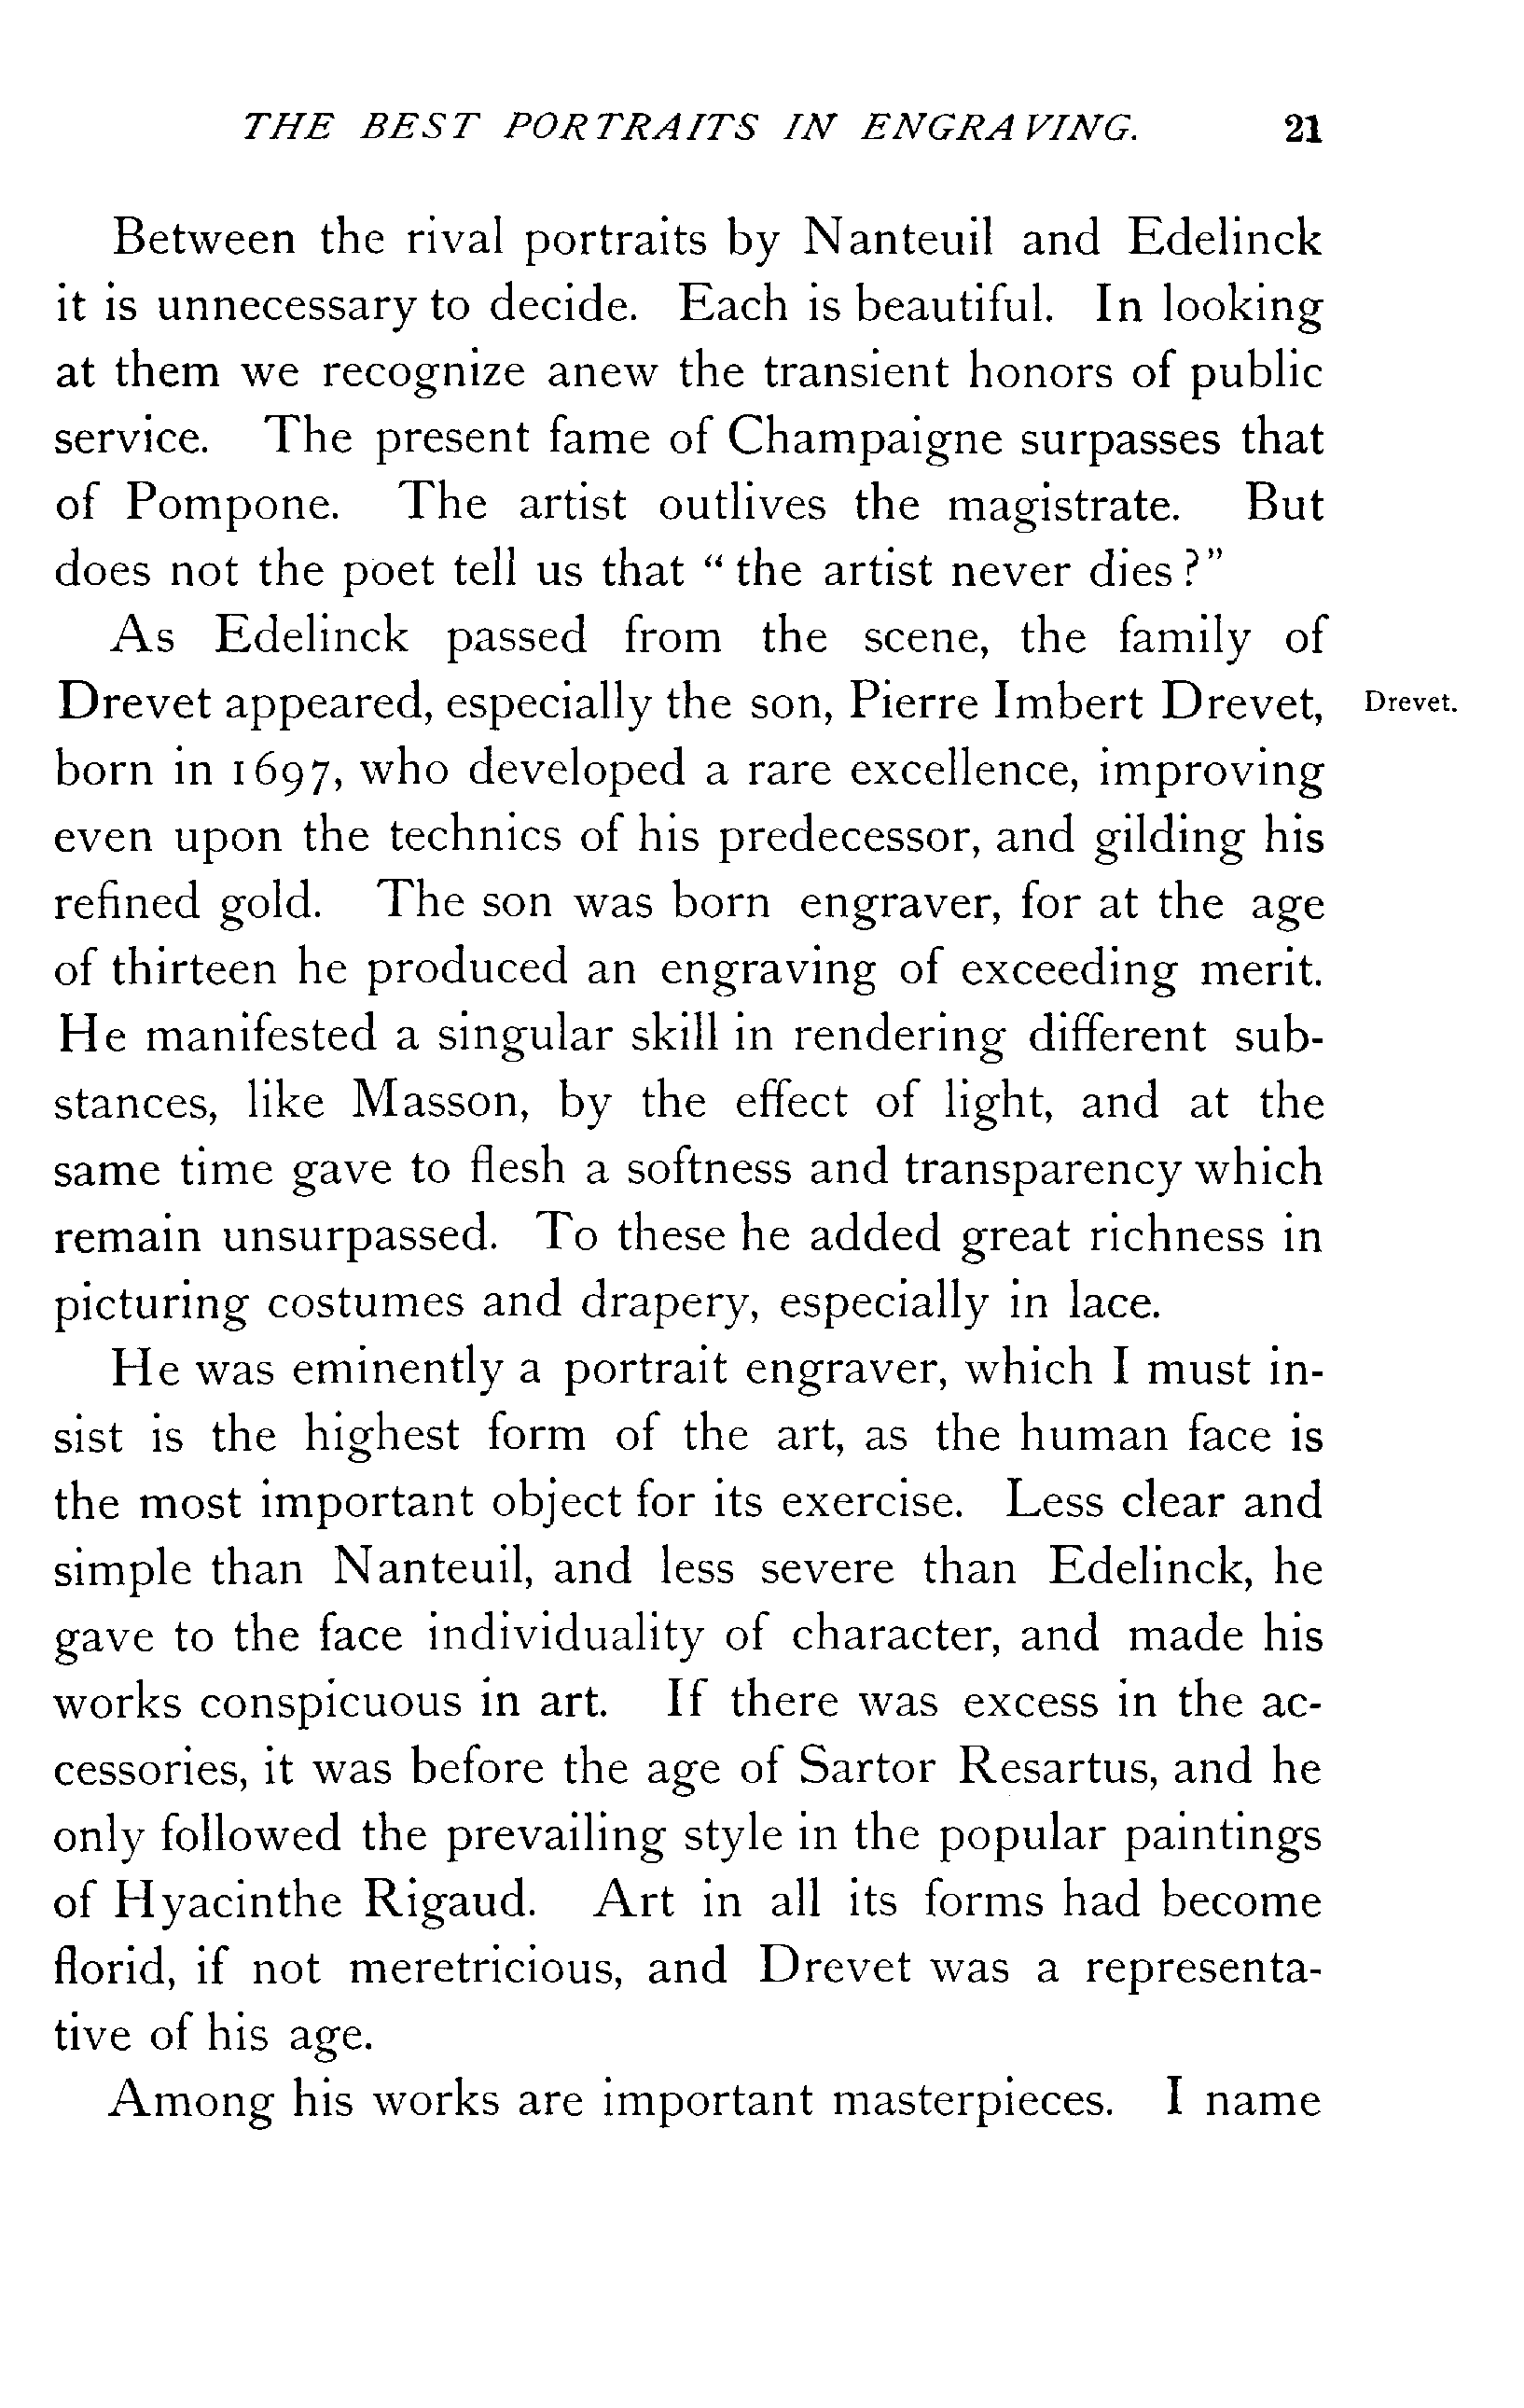 THE BEST PORTRAITS IN ENGRAVING. 21
Between the rival portraits by Nanteuil and Edelinck
it is unnecessary to decide. Each is beautiful. In looking
at them we recognize anew the transient honors of public
service. The present fame of Champaigne surpasses that
of Pompone. The artist outlives the magistrate. But
does not the poet tell us that “ the artist never dies ?”
As Edelinck passed from the scene, the family of
Drevet appeared, especially the son, Pierre Imbert Drevet, Drevet.
born in 1697, who developed a rare excellence, improving
even upon the technics of his predecessor, and gilding his
refined gold. The son was born engraver, for at the age
of thirteen he produced an engraving of exceeding merit.
He manifested a singular skill in rendering different sub-
stances, like Masson, by the effect of light, and at the
same time gave to flesh a softness and transparency which
remain unsurpassed. To these he added great richness in
picturing costumes and drapery, especially in lace.
He was eminently a portrait engraver, which I must in-
sist is the highest form of the art, as the human face is
the most important object for its exercise. Less clear and
simple than Nanteuil, and less severe than Edelinck, he
gave to the face individuality of character, and made his
works conspicuous in art. If there was excess in the ac-
cessories, it was before the age of Sartor Resartus, and he
only followed the prevailing style in the popular paintings
of Hyacinthe Rigaud. Art in all its forms had become
florid, if not meretricious, and Drevet was a representa-
tive of his age.
Among his works are important masterpieces. I name